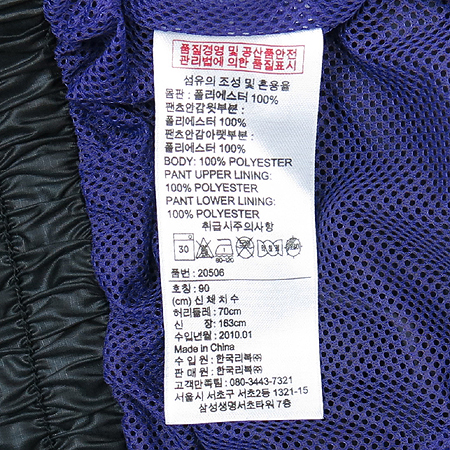 품질경영 및 공산품안전
관리법에 의한 품질표시
섬유의 조성 및 혼용율
몸판 : 폴리에스터 100%
팬츠안감윗부분 :
폴리에스터 100%
팬츠안감아랫부분 :
폴리에스터 100%
BODY: 100% POLYESTER
PANT UPPER LINING:
100% POLYESTER
PANT LOWER LINING:
100% POLYESTER
취급시주의사항
30
품번: 20506
호칭: 90
(cm) 신체치수
허리둘레: 70cm
신 장: 163cm
수입년월: 2010.01
Made in China
수 입 원 : 한국리복㈜
판 매 원 : 한국리복㈜
고객만족팀 : 080-3443-7321
서울시 서초구 서초2동 1321-15
삼성생명서초타워 7층